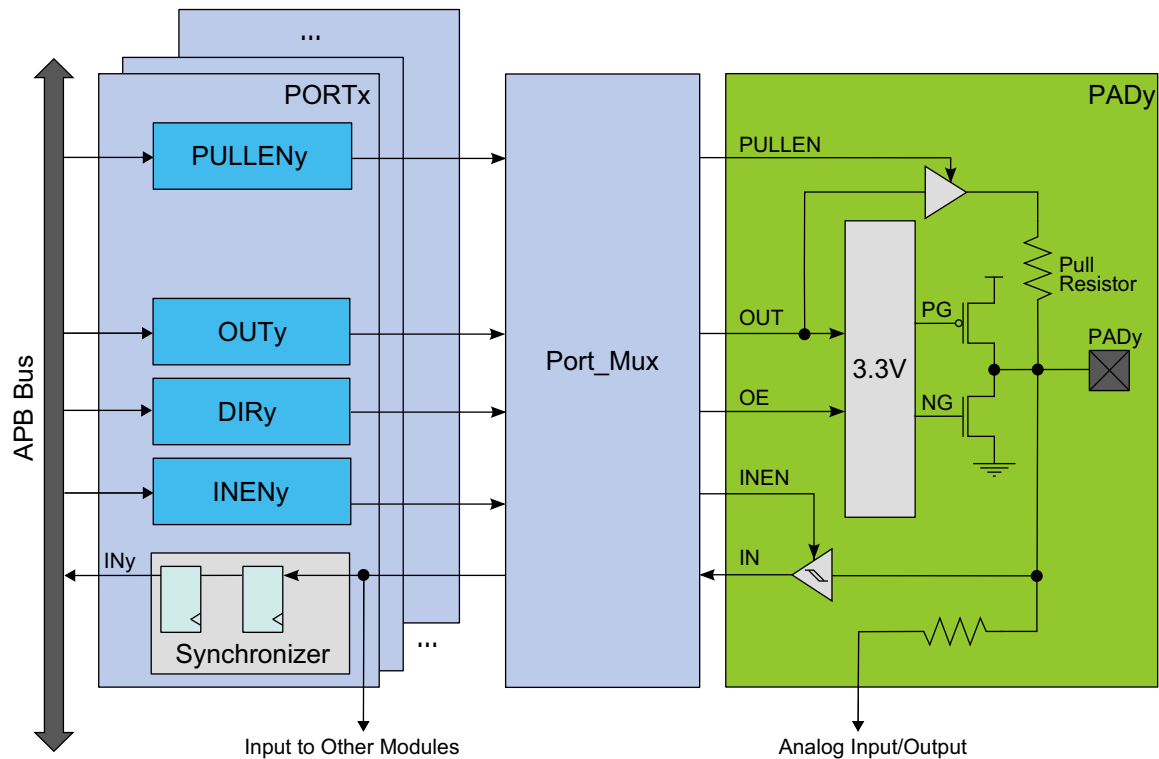 ...
PORTx
PADy
PULLENy
PULLEN
Pull
Resistor
OUTy
OUT
PG
PADy
Port_Mux
3.3V
APB Bus
DIRy
OE
NG
INENy
INEN
INy
IN
Synchronizer
...
Input to Other Modules
Analog Input/Output